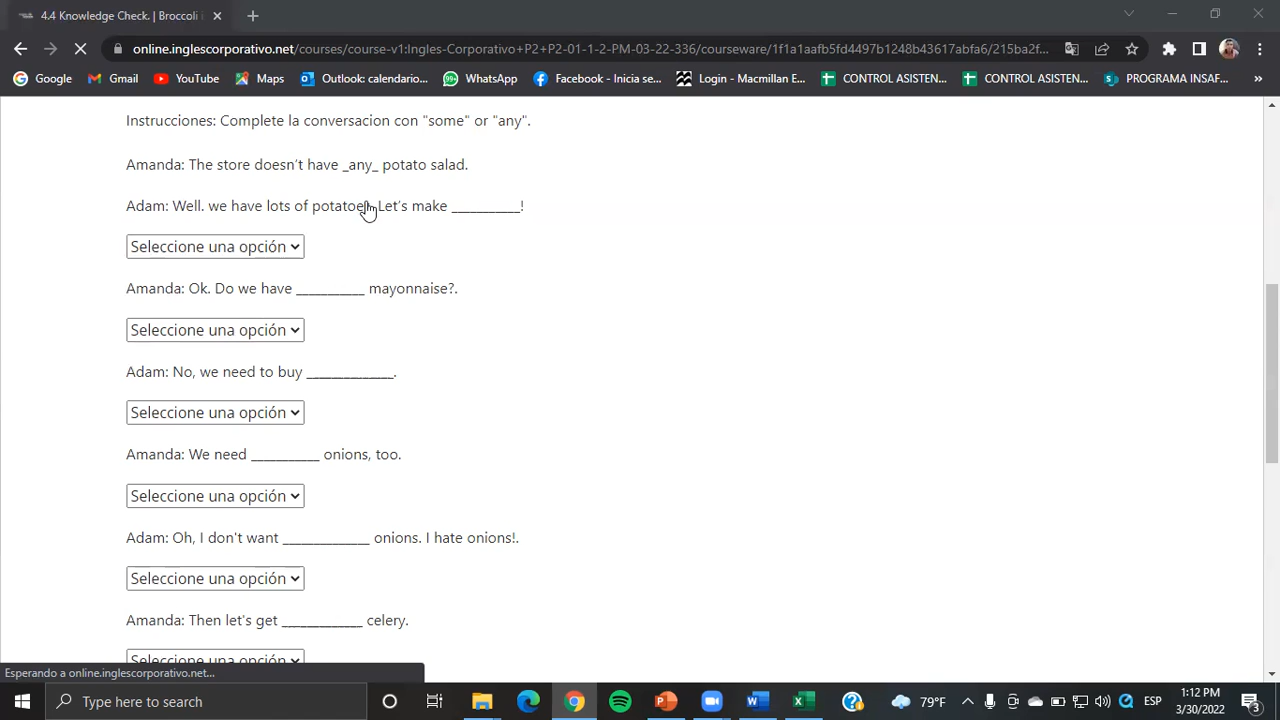 4.4 Knowledge Check. | Broccoli i
online.inglescorporativo.net/courses/course-v1:Ingles-Corporativo+P2+P2-01-1-2-PM-03-22-336/courseware/1f1a1aafb5fd4497b1248b43617abfa6/215ba2f...
Google Gmail YouTube Maps Outlook: calendario... WhatsApp Facebook - Inicia se... Login - Macmillan E... CONTROL ASISTEN... CONTROL ASISTEN... PROGRAMA INSAF... »
Instrucciones: Complete la conversacion con "some" or "any".
Amanda: The store doesn't have _any_ potato salad.
Adam: Well. we have lots of potatoes. Let's make ___________!
Seleccione una opción
Amanda: Ok. Do we have ___________ mayonnaise?.
Seleccione una opción
Adam: No, we need to buy ______________.
Seleccione una opción
Amanda: We need ___________ onions, too.
Seleccione una opción
Adam: Oh, I don't want ______________ onions. I hate onions!.
Seleccione una opción
Amanda: Then let's get _____________ celery.
Seleccione una opción
Esperando a online.inglescorporativo.net...
Type here to search
79°F
ESP
1:12 PM
3/30/2022
3